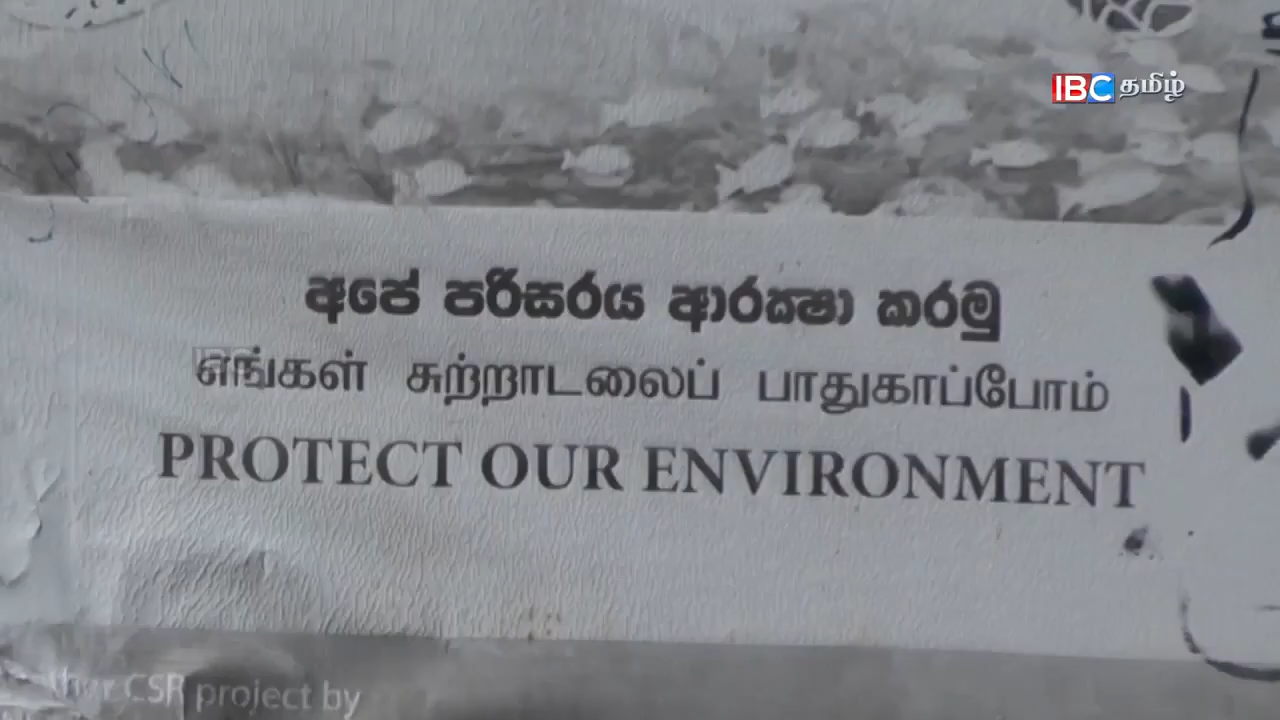 IBC தமிழ்
අපේ පරිසරය ආරක්ෂා කරමු
எங்கள் சுற்றாடலைப் பாதுகாப்போம்
PROTECT OUR ENVIRONMENT
CSR project by